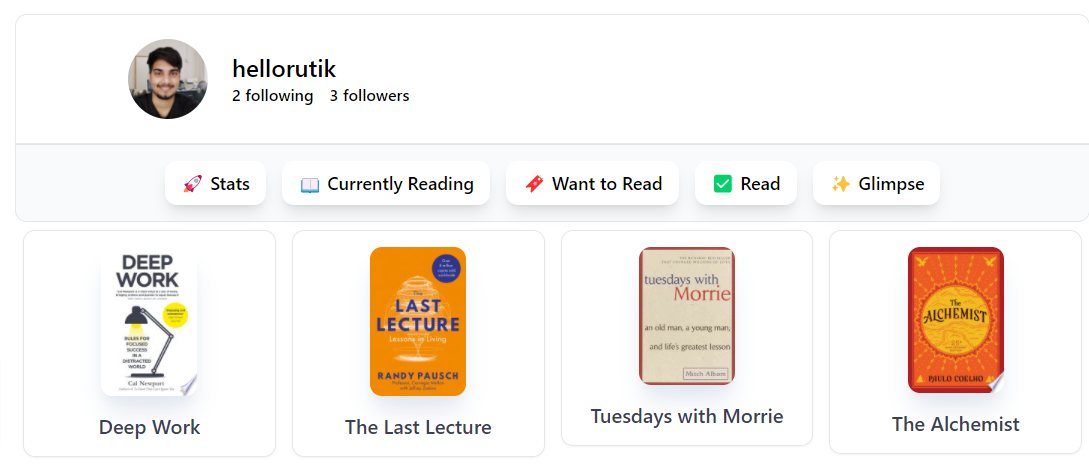 hellorutik
2 following 3 followers
Stats Currently Reading Want to Read Read Glimpse
DEEP
WORK
RULES FOR
FOCUSED
SUCCESS
IN A
DISTRACTED
WORLD
Cal Newport
Deep Work
The
LAST
LECTURE
Lessons in Living
RANDY PAUSCH
The Last Lecture
tuesdays with
Morrie
an old man, a young man,
and life's greatest lesson
Mitch Albom
Tuesdays with Morrie
The
ALCHEMIST
PAULO COELHO
The Alchemist